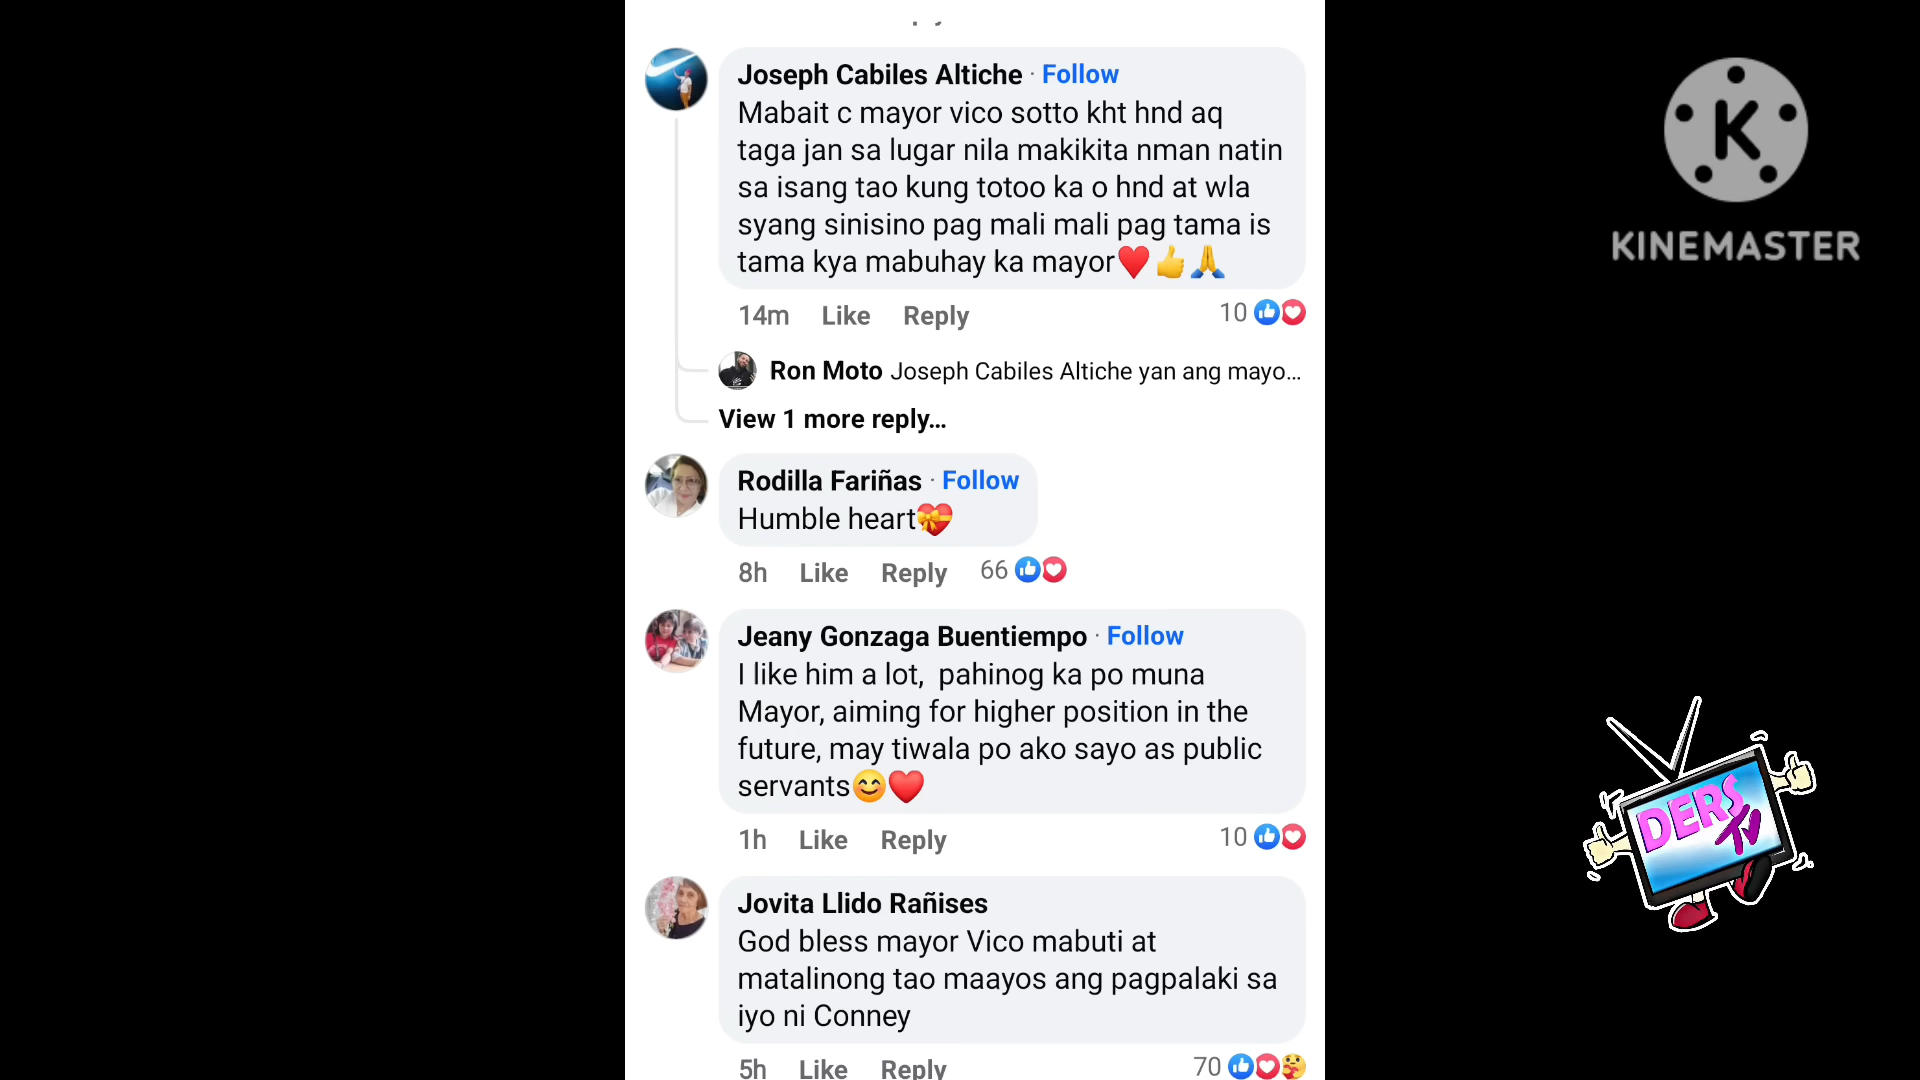 Joseph Cabiles Altiche · Follow
Mabait c mayor vico sotto kht hnd aq
taga jan sa lugar nila makikita nman natin
sa isang tao kung totoo ka o hnd at wla
syang sinisino pag mali mali pag tama is
tama kya mabuhay ka mayor❤️👍🙏
14m Like Reply 10
Ron Moto Joseph Cabiles Altiche yan ang mayo...
View 1 more reply...
Rodilla Fariñas · Follow
Humble heart💝
8h Like Reply 66
Jeany Gonzaga Buentiempo · Follow
I like him a lot, pahinog ka po muna
Mayor, aiming for higher position in the
future, may tiwala po ako sayo as public
servants😊❤️
1h Like Reply 10
Jovita Llido Rañises
God bless mayor Vico mabuti at
matalinong tao maayos ang pagpalaki sa
iyo ni Conney
5h Like Reply 70
K
KINEMASTER
DERS
TV